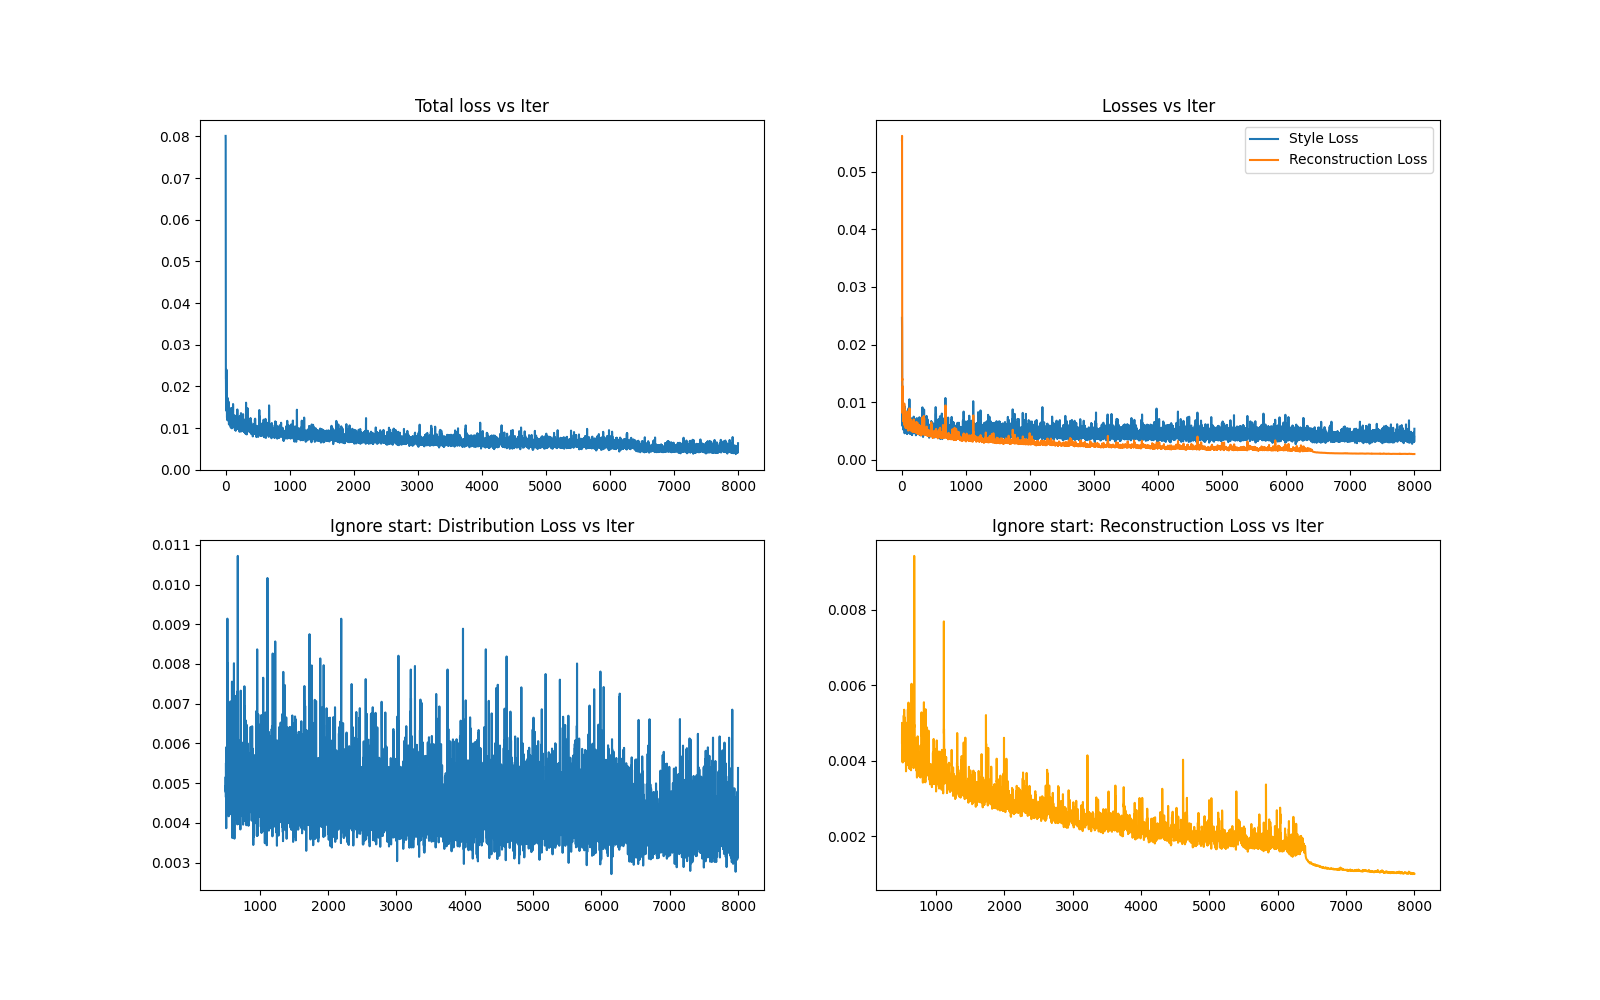 Total loss vs Iter
0.08
0.07
0.06
0.05
0.04
0.03
0.02
0.01
0.00
0 1000 2000 3000 4000 5000 6000 7000 8000
Losses vs Iter
Style Loss
Reconstruction Loss
0.05
0.04
0.03
0.02
0.01
0.00
0 1000 2000 3000 4000 5000 6000 7000 8000
Ignore start: Distribution Loss vs Iter
0.011
0.010
0.009
0.008
0.007
0.006
0.005
0.004
0.003
1000 2000 3000 4000 5000 6000 7000 8000
Ignore start: Reconstruction Loss vs Iter
0.008
0.006
0.004
0.002
1000 2000 3000 4000 5000 6000 7000 8000